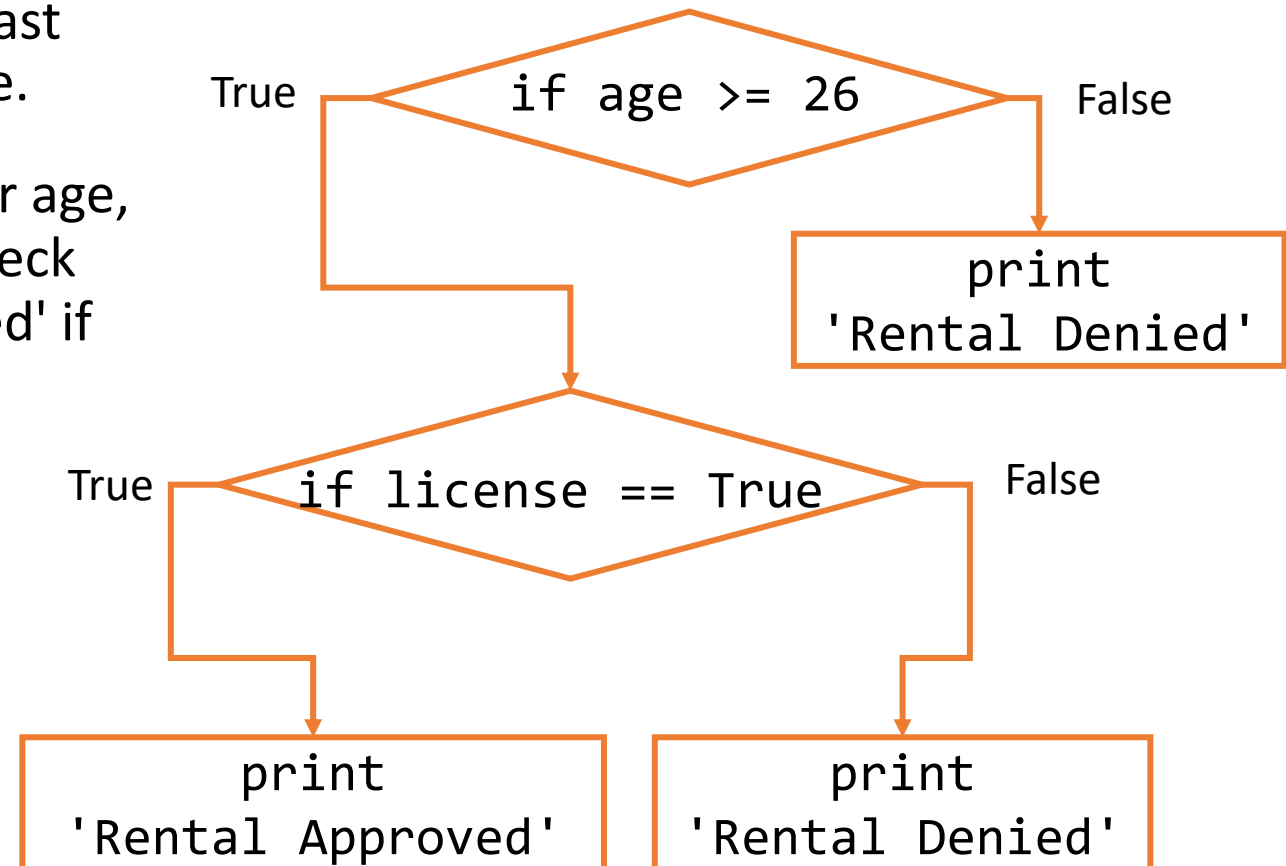 ast
e.
r age,
eck
ed' if
True
if age >= 26
False
print
'Rental Denied'
True
if license == True
False
print
'Rental Approved'
print
'Rental Denied'